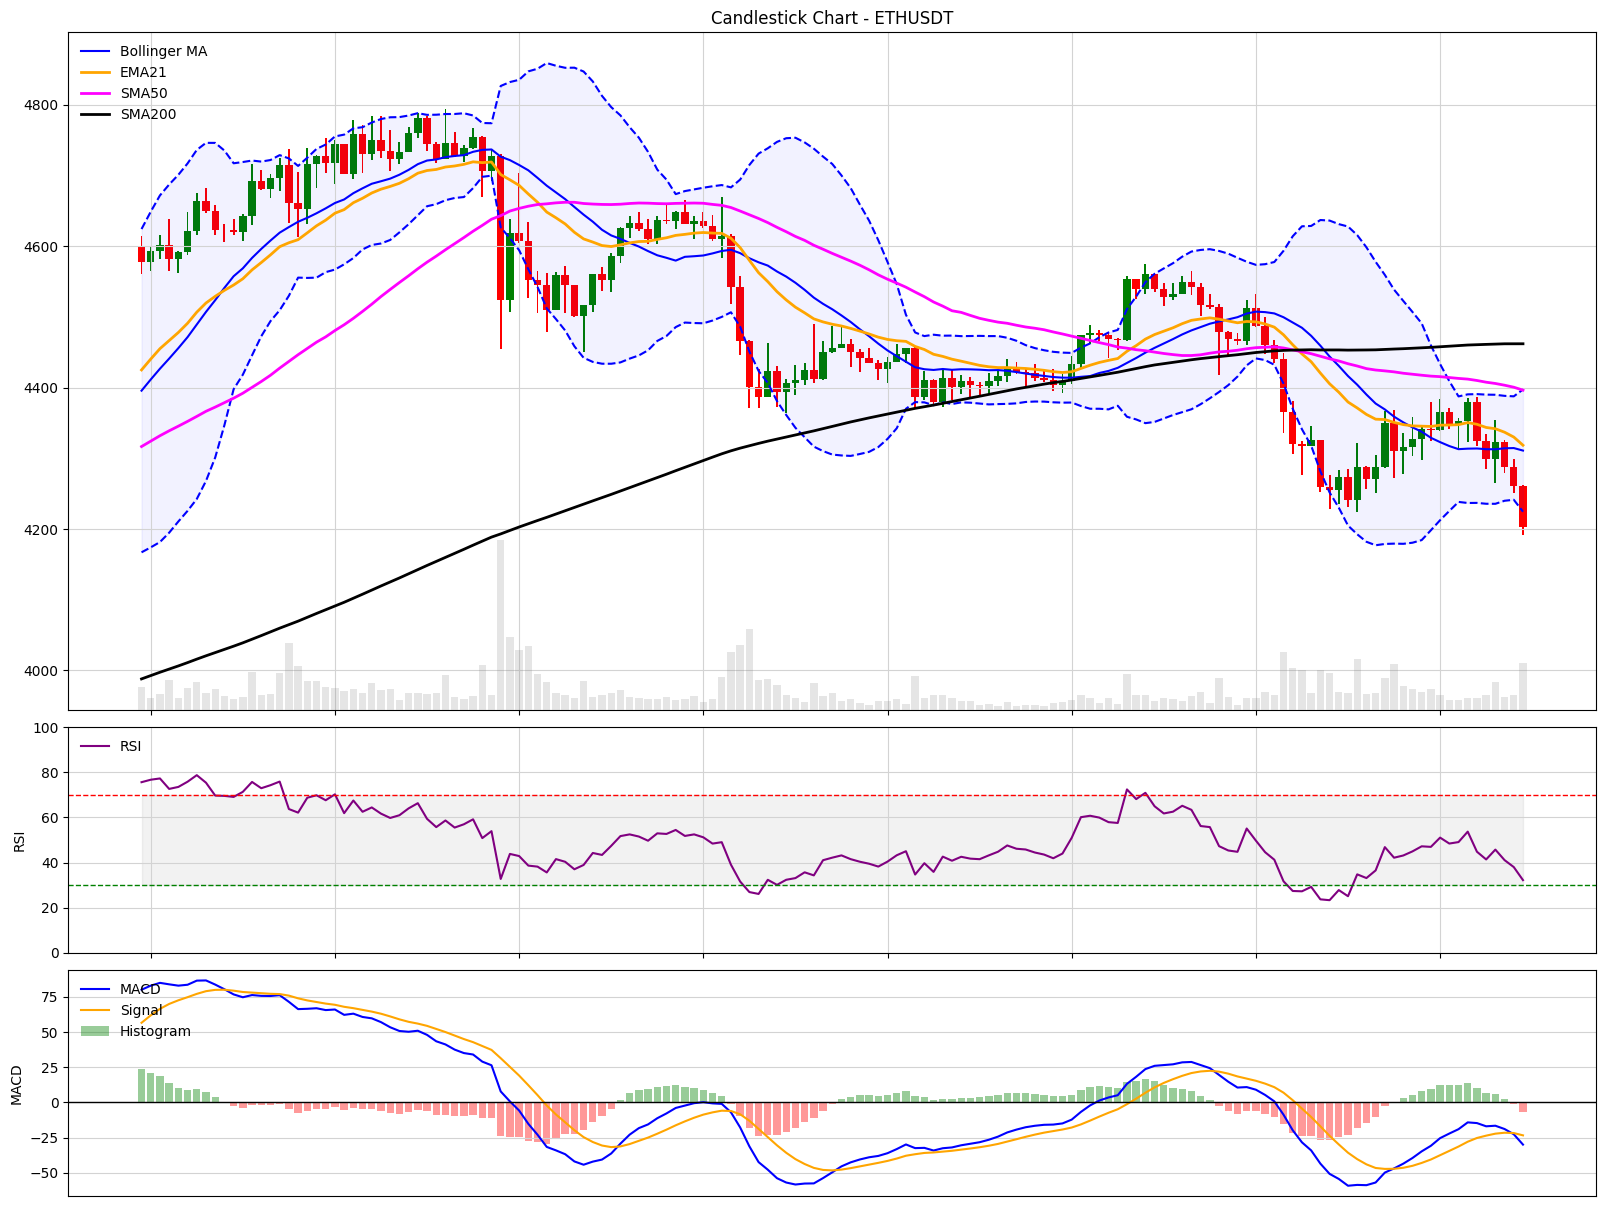 Candlestick Chart - ETHUSDT
Bollinger MA
EMA21
SMA50
SMA200
4800
4600
4400
4200
4000
RSI
RSI
100
80
60
40
20
0
MACD
Signal
Histogram
MACD
75
50
25
0
−25
−50